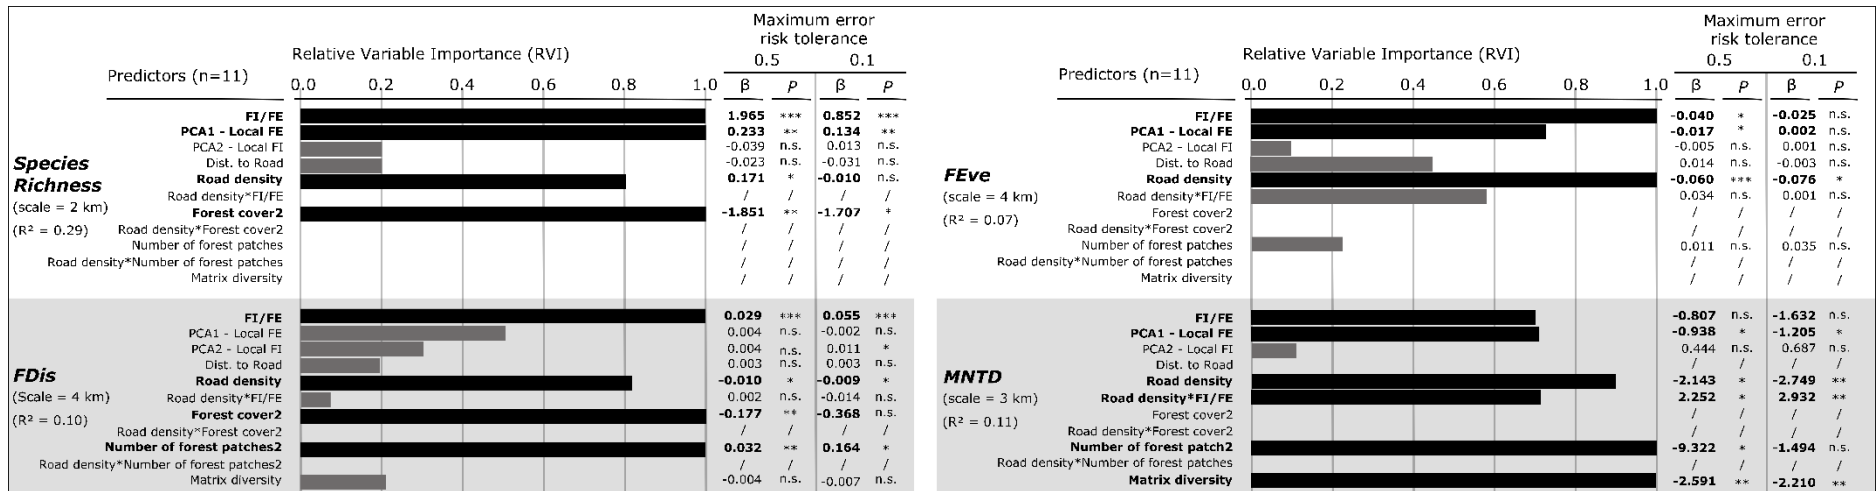 Maximum error
risk tolerance
Relative Variable Importance (RVI)
0.5 0.1
Predictors (n=11)
0.0 0.2 0.4 0.6 0.8 1.0 β P β P
Species
Richness
(scale = 2 km)
(R² = 0.29)
FI/FE 1.965 *** 0.852 ***
PCA1 - Local FE 0.233 ** 0.134 **
PCA2 - Local FI -0.039 n.s. 0.013 n.s.
Dist. to Road -0.023 n.s. -0.031 n.s.
Road density 0.171 * -0.010 n.s.
Road density*FI/FE / / / /
Forest cover2 -1.851 ** -1.707 *
Road density*Forest cover2 / / / /
Number of forest patches / / / /
Road density*Number of forest patches / / / /
Matrix diversity / / / /
FDis
(Scale = 4 km)
(R² = 0.10)
FI/FE 0.029 *** 0.055 ***
PCA1 - Local FE 0.004 n.s. -0.002 n.s.
PCA2 - Local FI 0.004 n.s. 0.011 *
Dist. to Road 0.003 n.s. 0.003 n.s.
Road density -0.010 * -0.009 *
Road density*FI/FE 0.002 n.s. -0.014 n.s.
Forest cover2 -0.177 ** -0.368 n.s.
Road density*Forest cover2 / / / /
Number of forest patches2 0.032 ** 0.164 *
Road density*Number of forest patches2 / / / /
Matrix diversity -0.004 n.s. -0.007 n.s.
Maximum error
risk tolerance
Relative Variable Importance (RVI)
0.5 0.1
Predictors (n=11)
0.0 0.2 0.4 0.6 0.8 1.0 β P β P
FEve
(scale = 4 km)
(R² = 0.07)
FI/FE -0.040 * -0.025 n.s.
PCA1 - Local FE -0.017 * 0.002 n.s.
PCA2 - Local FI -0.005 n.s. 0.001 n.s.
Dist. to Road 0.014 n.s. -0.003 n.s.
Road density -0.060 *** -0.076 *
Road density*FI/FE 0.034 n.s. 0.001 n.s.
Forest cover2 / / / /
Road density*Forest cover2 / / / /
Number of forest patches 0.011 n.s. 0.035 n.s.
Road density*Number of forest patches / / / /
Matrix diversity / / / /
MNTD
(scale = 3 km)
(R² = 0.11)
FI/FE -0.807 n.s. -1.632 n.s.
PCA1 - Local FE -0.938 * -1.205 *
PCA2 - Local FI 0.444 n.s. 0.687 n.s.
Dist. to Road / / / /
Road density -2.143 * -2.749 **
Road density*FI/FE 2.252 * 2.932 **
Forest cover2 / / / /
Road density*Forest cover2 / / / /
Number of forest patch2 -9.322 * -1.494 n.s.
Road density*Number of forest patches / / / /
Matrix diversity -2.591 ** -2.210 **